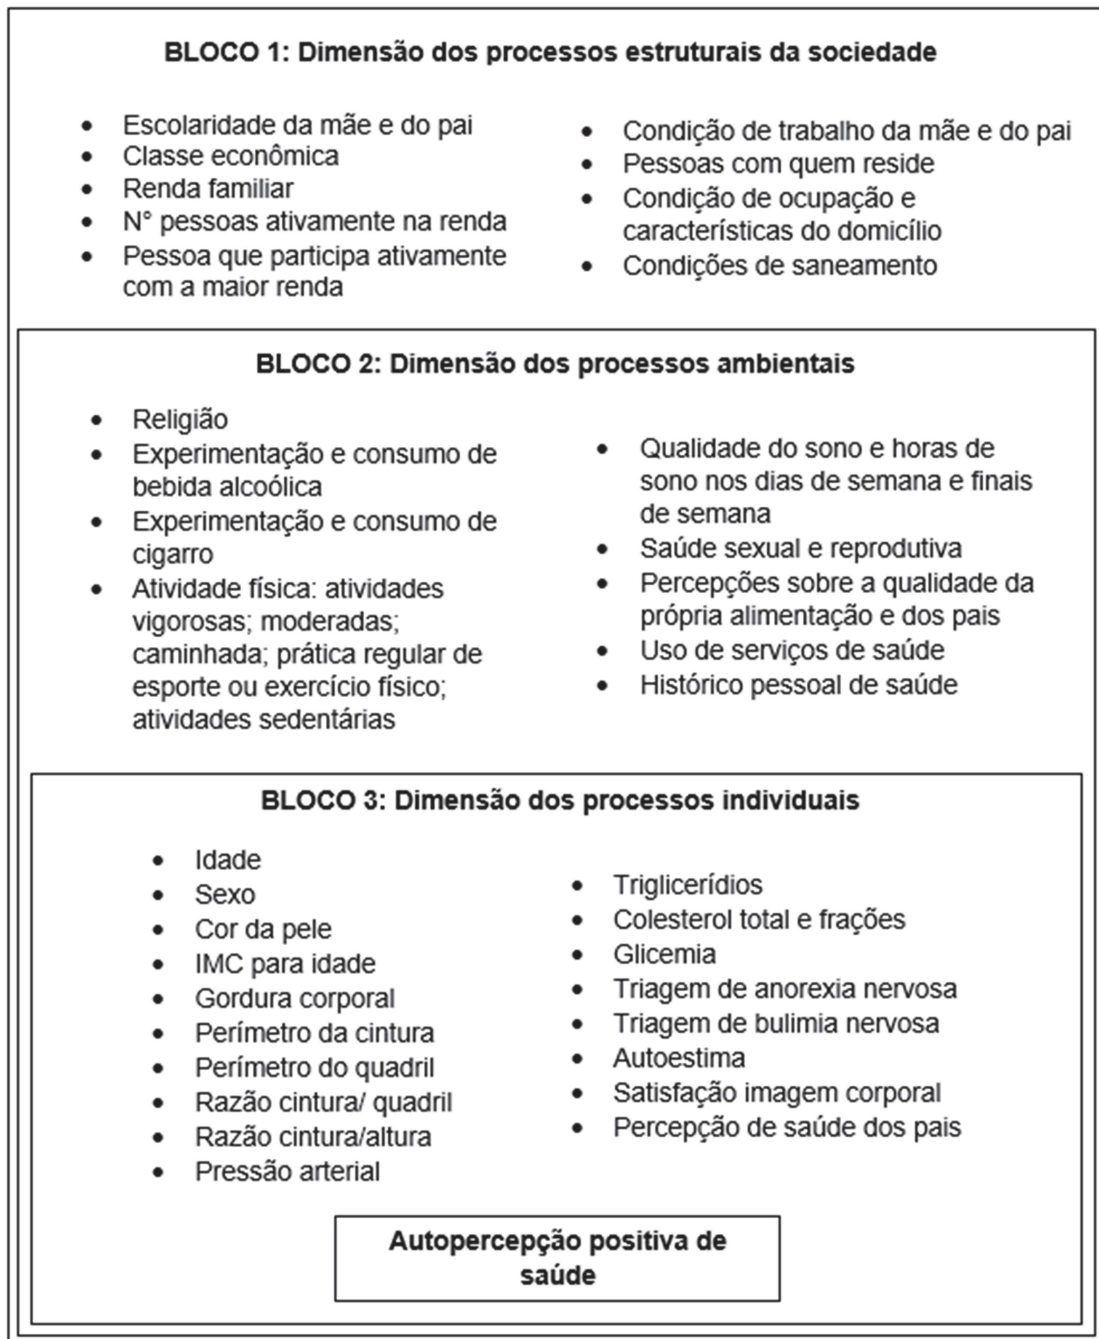 BLOCO 1: Dimensão dos processos estruturais da sociedade
• Escolaridade da mãe e do pai
• Classe econômica
• Renda familiar
• N° pessoas ativamente na renda
• Pessoa que participa ativamente
com a maior renda
• Condição de trabalho da mãe e do pai
• Pessoas com quem reside
• Condição de ocupação e
características do domicílio
• Condições de saneamento
BLOCO 2: Dimensão dos processos ambientais
• Religião
• Experimentação e consumo de
bebida alcoólica
• Experimentação e consumo de
cigarro
• Atividade física: atividades
vigorosas; moderadas;
caminhada; prática regular de
esporte ou exercício físico;
atividades sedentárias
• Qualidade do sono e horas de
sono nos dias de semana e finais
de semana
• Saúde sexual e reprodutiva
• Percepções sobre a qualidade da
própria alimentação e dos pais
• Uso de serviços de saúde
• Histórico pessoal de saúde
BLOCO 3: Dimensão dos processos individuais
• Idade
• Sexo
• Cor da pele
• IMC para idade
• Gordura corporal
• Perímetro da cintura
• Perímetro do quadril
• Razão cintura/ quadril
• Razão cintura/altura
• Pressão arterial
• Triglicerídios
• Colesterol total e frações
• Glicemia
• Triagem de anorexia nervosa
• Triagem de bulimia nervosa
• Autoestima
• Satisfação imagem corporal
• Percepção de saúde dos pais
Autopercepção positiva de
saúde